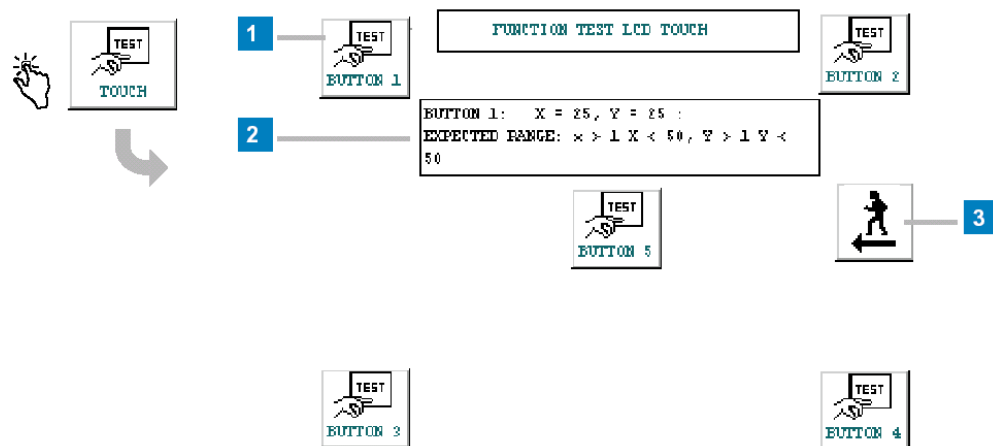 1
TEST
BUTTON 1
FUNCTION TEST LCD TOUCH
TEST
BUTTON 2
TEST
TOUCH
2
BUTTON 1: X = 25, Y = 25 :
EXPECTED RANGE: x > 1 X < 50, Y > 1 Y <
50
TEST
BUTTON 5
3
TEST
BUTTON 3
TEST
BUTTON 4